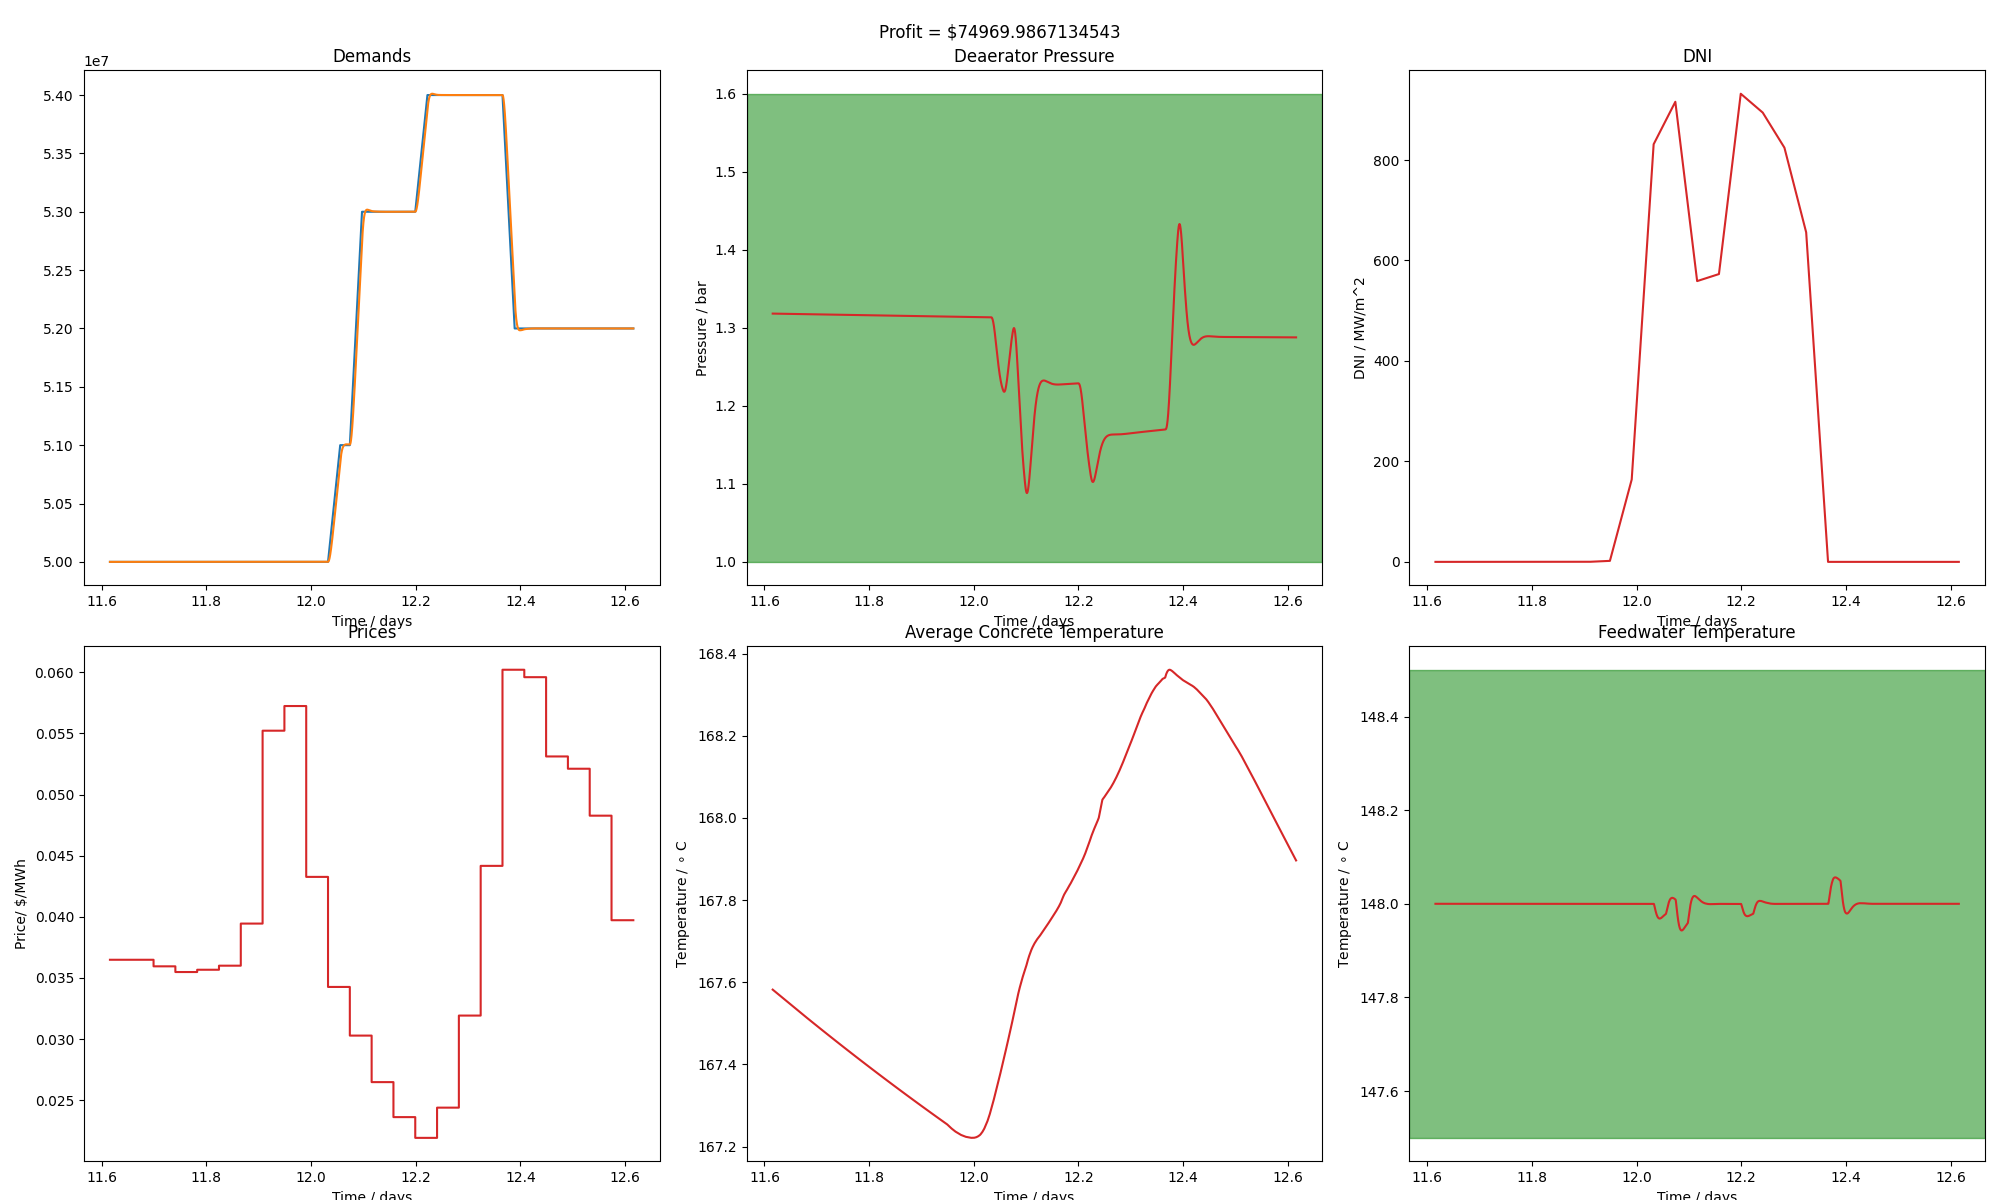 Profit = $74969.9867134543
Demands
1e7
5.40
5.35
5.30
5.25
5.20
5.15
5.10
5.05
5.00
11.6 11.8 12.0 12.2 12.4 12.6
Time / days
Deaerator Pressure
Pressure / bar
1.6
1.5
1.4
1.3
1.2
1.1
1.0
11.6 11.8 12.0 12.2 12.4 12.6
Time / days
DNI
DNI / MW/m^2
800
600
400
200
0
11.6 11.8 12.0 12.2 12.4 12.6
Time / days
Prices
Price/ $/MWh
0.060
0.055
0.050
0.045
0.040
0.035
0.030
0.025
11.6 11.8 12.0 12.2 12.4 12.6
Time / days
Average Concrete Temperature
Temperature / ∘ C
168.4
168.2
168.0
167.8
167.6
167.4
167.2
11.6 11.8 12.0 12.2 12.4 12.6
Time / days
Feedwater Temperature
Temperature / ∘ C
148.4
148.2
148.0
147.8
147.6
11.6 11.8 12.0 12.2 12.4 12.6
Time / days